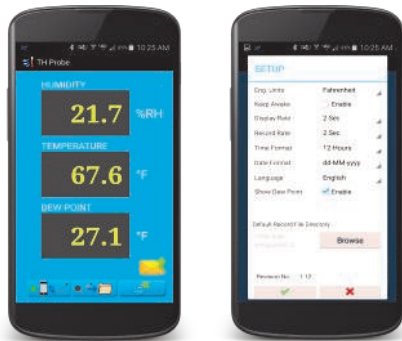 10:25 AM
TH Probe
HUMIDITY
21.7 %RH
TEMPERATURE
67.6 °F
DEW POINT
27.1 °F
10:25 AM
SETUP
Eng. Units Fahrenheit
Keep Awake Enable
Display Rate 2 Sec
Record Rate 2 Sec
Time Format 12-Hours
Date Format dd-MM-yyyy
Language English
Show Dew Point Enable
Default Record File Directory
Browse
Revision No. 1.12